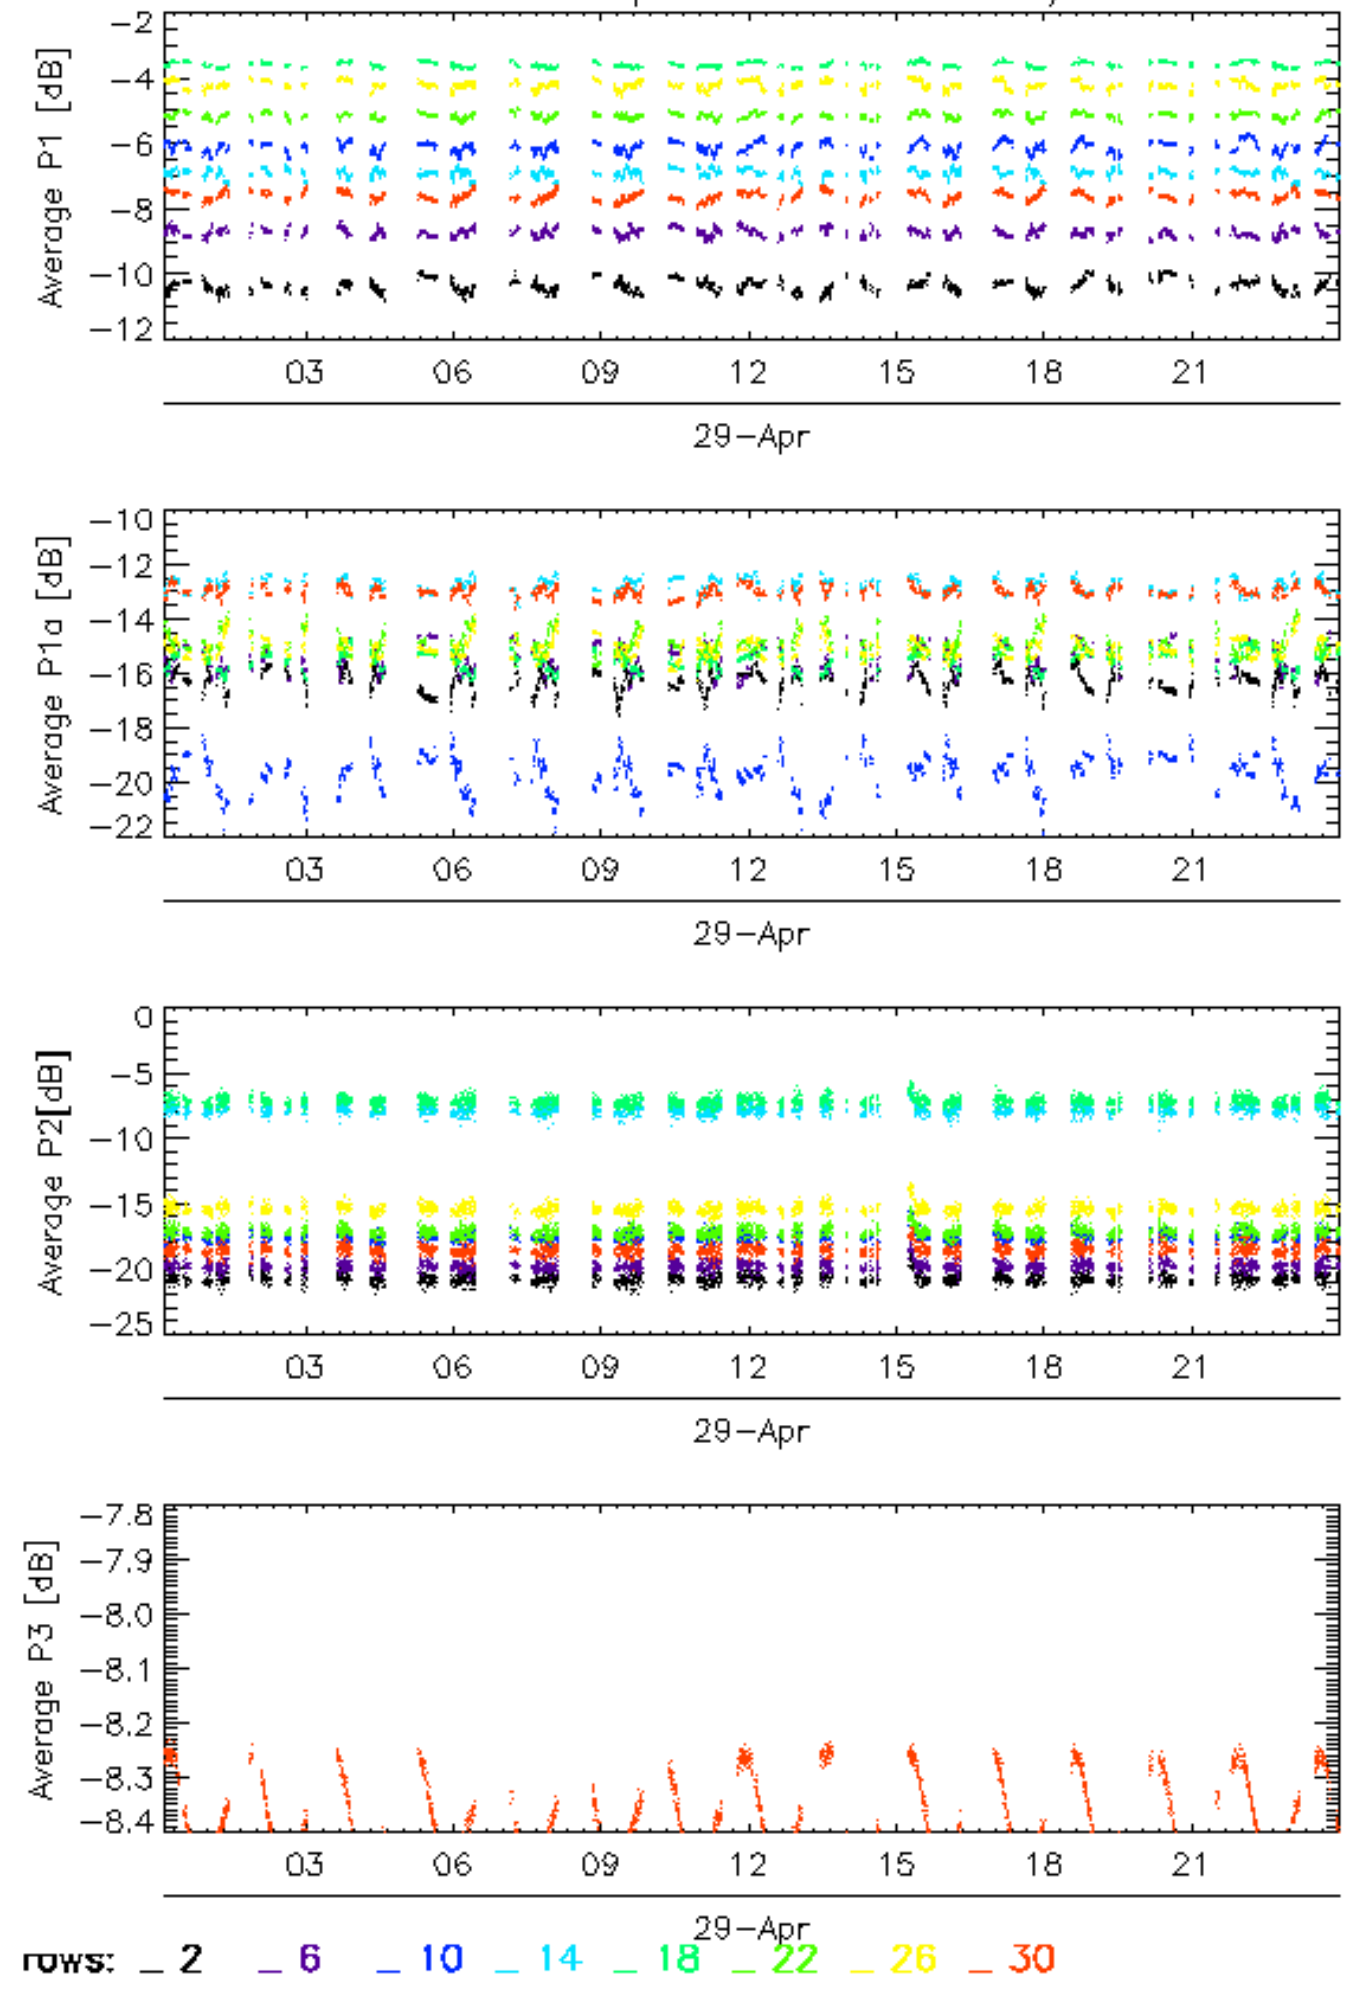 Average P1 [dB]
-2
-4
-6
-8
-10
-12
03 06 09 12 15 18 21
29-Apr
Average P1a [dB]
-10
-12
-14
-16
-18
-20
-22
03 06 09 12 15 18 21
29-Apr
Average P2[dB]
0
-5
-10
-15
-20
-25
03 06 09 12 15 18 21
29-Apr
Average P3 [dB]
-7.8
-7.9
-8.0
-8.1
-8.2
-8.3
-8.4
03 06 09 12 15 18 21
29-Apr
rows: _ 2 _ 6 _ 10 _ 14 _ 18 _ 22 _ 26 _ 30